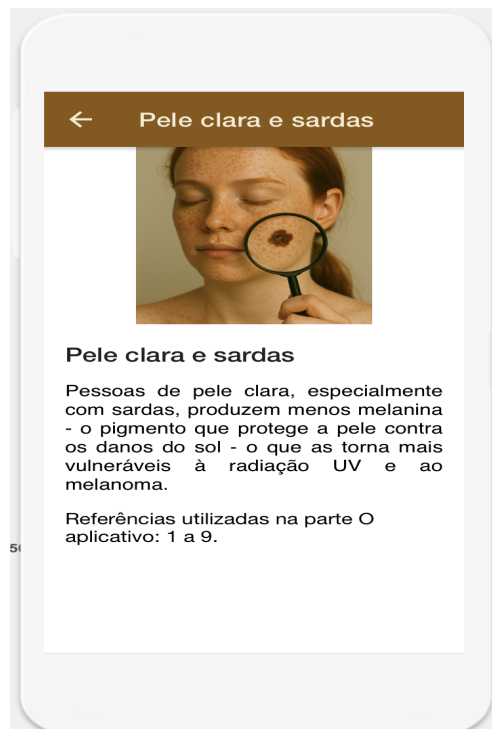 Pele clara e sardas
Pele clara e sardas
Pessoas de pele clara, especialmente
com sardas, produzem menos melanina
- o pigmento que protege a pele contra
os danos do sol - o que as torna mais
vulneráveis à radiação UV e ao
melanoma.
Referências utilizadas na parte O
aplicativo: 1 a 9.